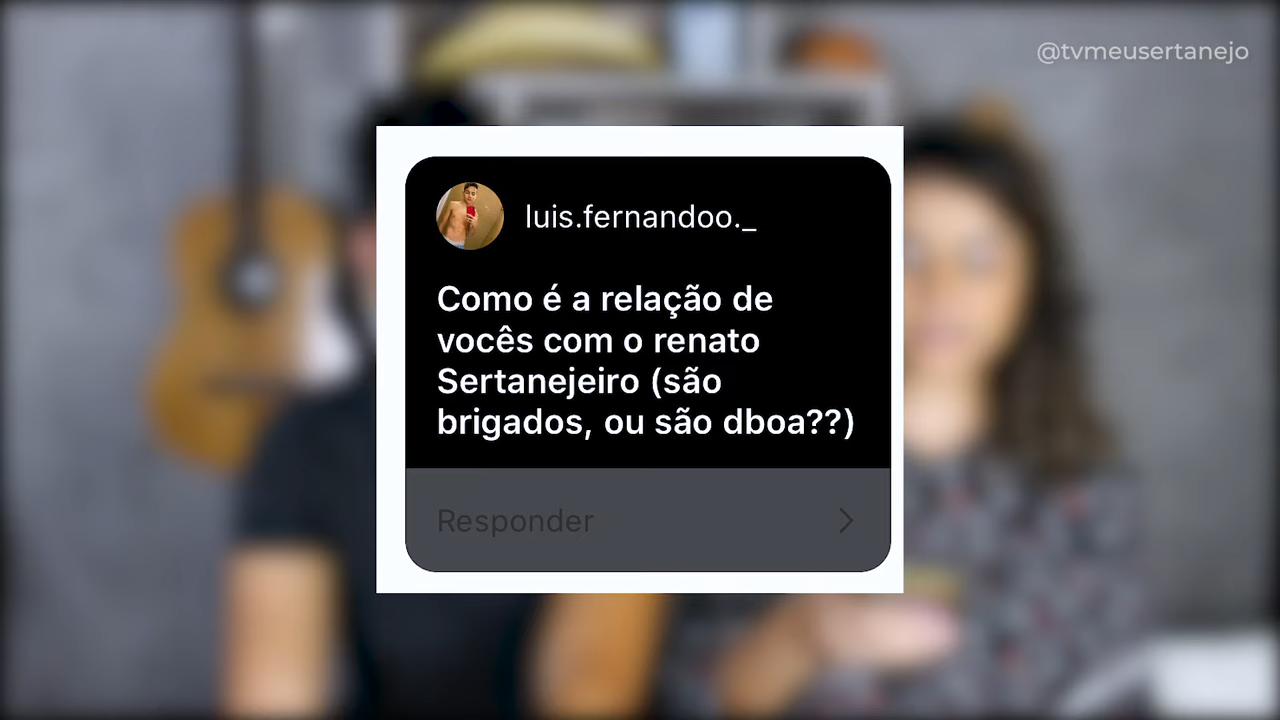 @tvmeusertanejo
luis.fernandoo._
Como é a relação de
vocês com o renato
Sertanejeiro (são
brigados, ou são dboa??)
Responder